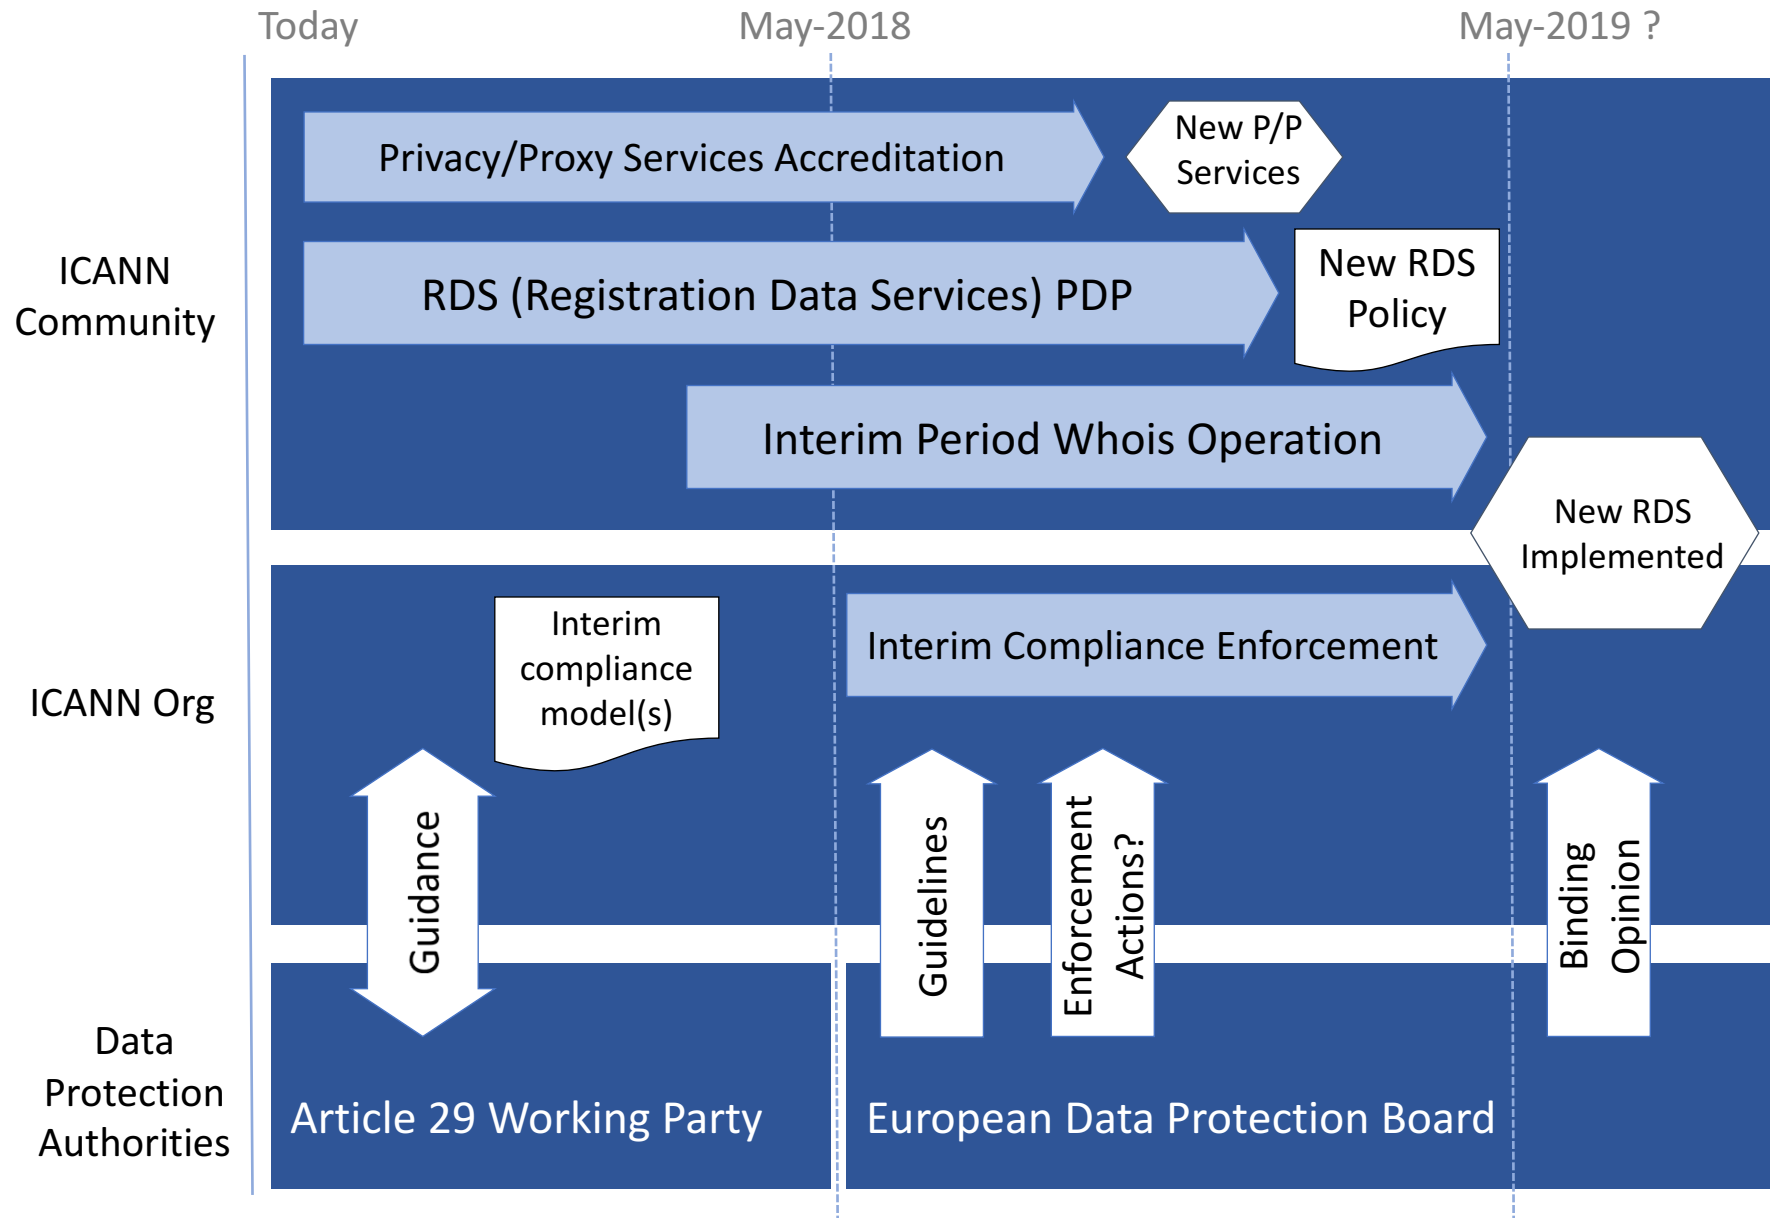 Today
May-2018
May-2019 ?
ICANN
Community
Privacy/Proxy Services Accreditation
New P/P
Services
RDS (Registration Data Services) PDP
New RDS
Policy
Interim Period Whois Operation
New RDS
Implemented
ICANN Org
Interim
compliance
model(s)
Interim Compliance Enforcement
Guidance
Guidelines
Enforcement
Actions?
Binding
Opinion
Data
Protection
Authorities
Article 29 Working Party
European Data Protection Board